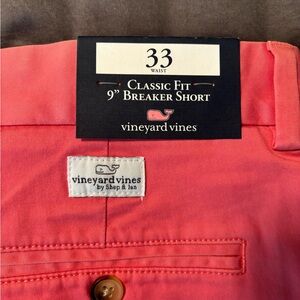 33
WAIST
CLASSIC FIT
9" BREAKER SHORT
vineyard vines
vineyard vines
by Shep & Ian